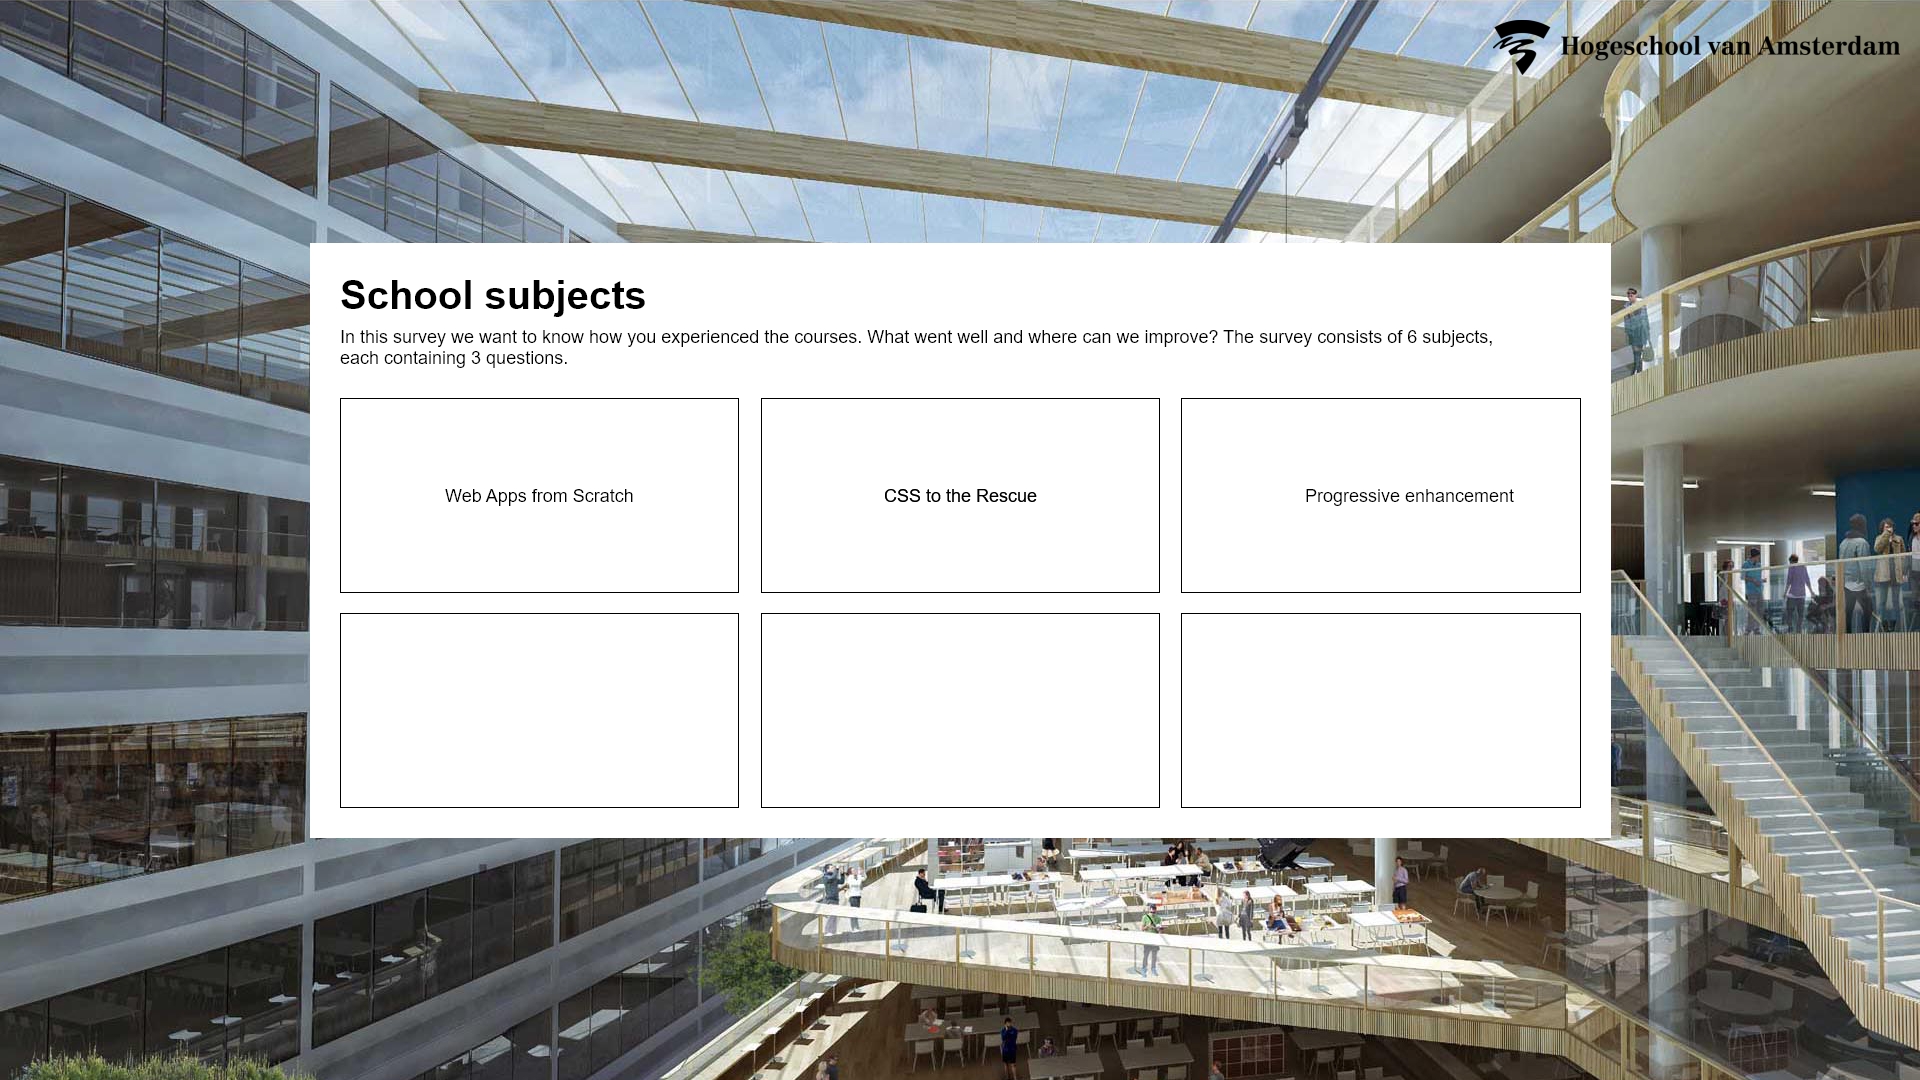 Hogeschool van Amsterdam
School subjects
In this survey we want to know how you experienced the courses. What went well and where can we improve? The survey consists of 6 subjects,
each containing 3 questions.
Web Apps from Scratch
CSS to the Rescue
Progressive enhancement